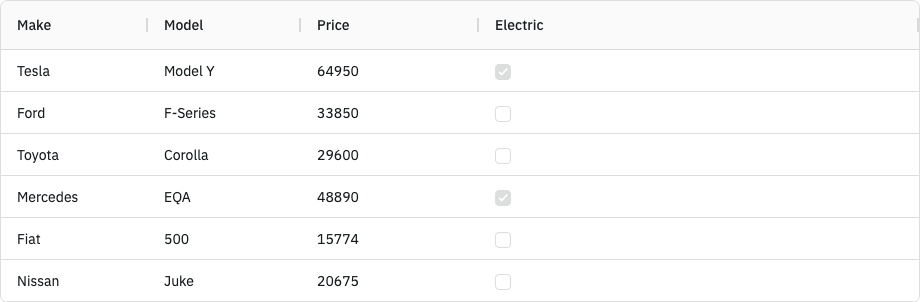 Make Model Price Electric
Tesla Model Y 64950
Ford F-Series 33850
Toyota Corolla 29600
Mercedes EQA 48890
Fiat 500 15774
Nissan Juke 20675